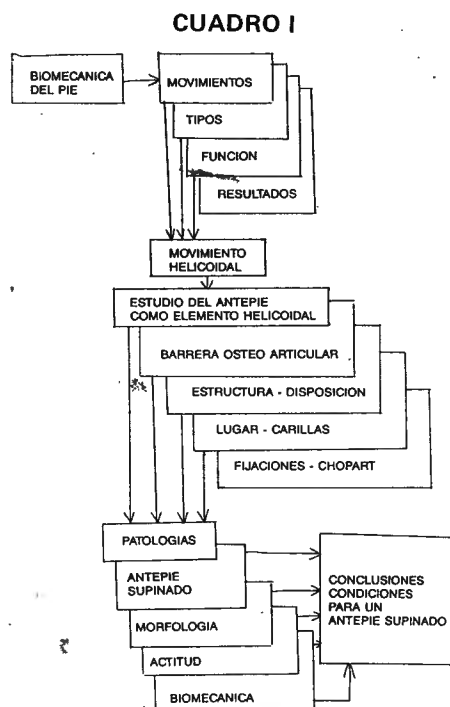 CUADRO I
BIOMECANICA
DEL PIE
MOVIMIENTOS
TIPOS
FUNCION
RESULTADOS
MOVIMIENTO
HELICOIDAL
ESTUDIO DEL ANTEPIE
COMO ELEMENTO HELICOIDAL
BARRERA OSTEO ARTICULAR
ESTRUCTURA - DISPOSICION
LUGAR - CARILLAS
FIJACIONES - CHOPART
PATOLOGIAS
ANTEPIE
SUPINADO
MORFOLOGIA
ACTITUD
BIOMECANICA
CONCLUSIONES
CONDICIONES
PARA UN
ANTEPIE SUPINADO